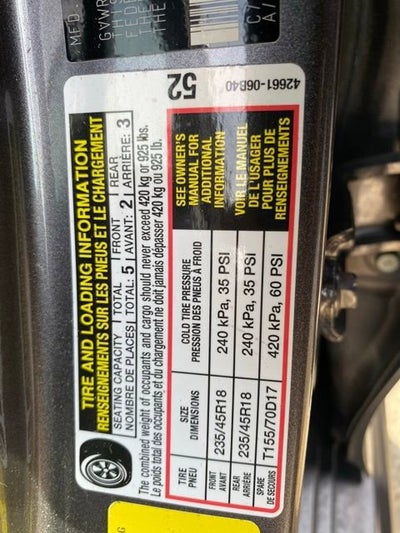 MFD.
GVWR
FEDE
THE
C/
A/
TIRE AND LOADING INFORMATION
RENSEIGNEMENTS SUR LES PNEUS ET LE CHARGEMENT
SEATING CAPACITY TOTAL FRONT REAR
NOMBRE DE PLACES TOTAL: 5 AVANT: 2 ARRIÈRE: 3
The combined weight of occupants and cargo should never exceed 420 kg or 925 lbs.
Le poids total des occupants et du chargement ne doit jamais dépasser 420 kg ou 925 lb.
TIRE PNEU
SIZE DIMENSIONS
COLD TIRE PRESSURE PRESSION DES PNEUS À FROID
FRONT AVANT 235/45R18 240 kPa, 35 PSI
REAR ARRIÈRE 235/45R18 240 kPa, 35 PSI
SPARE DE SECOURS T155/70D17 420 kPa, 60 PSI
SEE OWNER'S
MANUAL FOR
ADDITIONAL
INFORMATION
VOIR LE MANUEL
DE L'USAGER
POUR PLUS DE
RENSEIGNEMENTS
52
42661-06B40
G